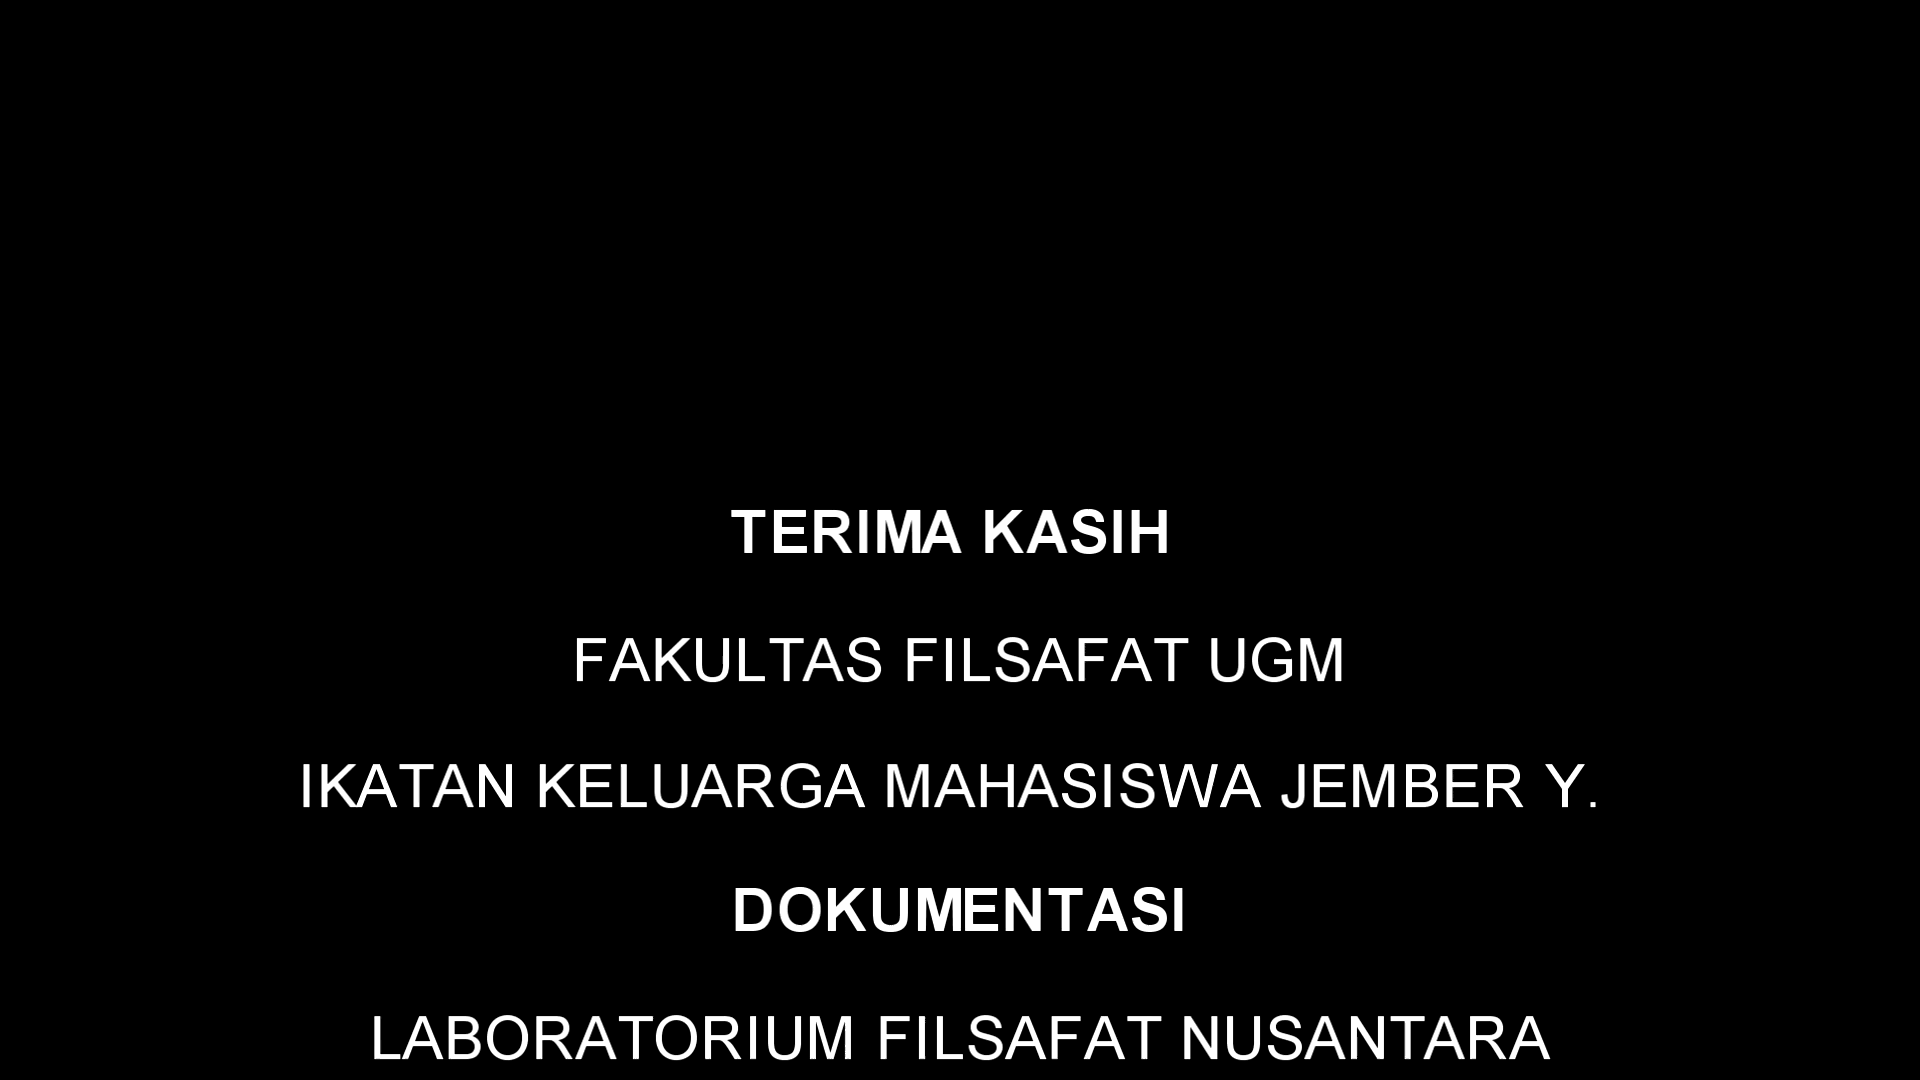 TERIMA KASIH
FAKULTAS FILSAFAT UGM
IKATAN KELUARGA MAHASISWA JEMBER Y.
DOKUMENTASI
LABORATORIUM FILSAFAT NUSANTARA